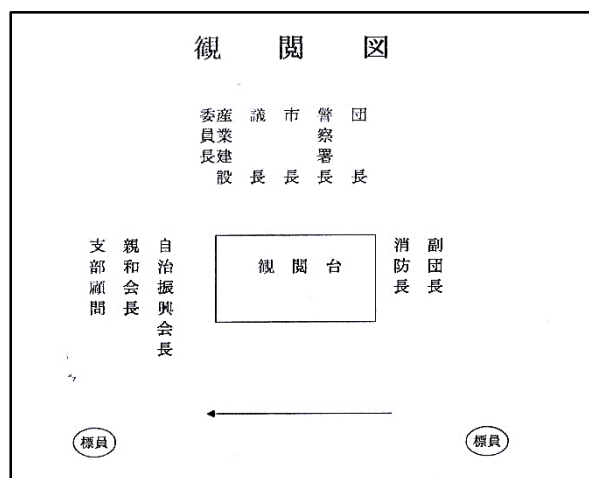 観閲図
団長
警察署長
市長
議長
産業建設
委員長
副団長
消防長
観閲台
自治振興会長
親和会長
支部顧問
標員
標員